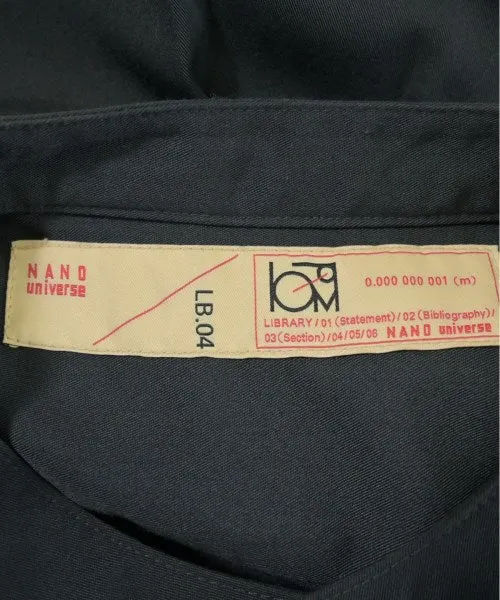 NANO
universe
LB.04
0.000 000 001 (m)
LIBRARY/01(Statement)/02(Bibliography)/
03(Section)/04/05/06 NANO universe